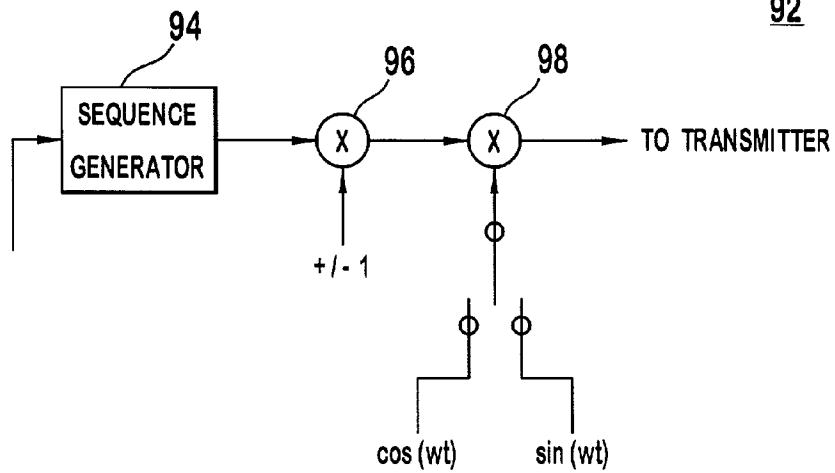 92
94
96
98
SEQUENCE
GENERATOR
X
X
TO TRANSMITTER
+/- 1
cos (wt)
sin (wt)